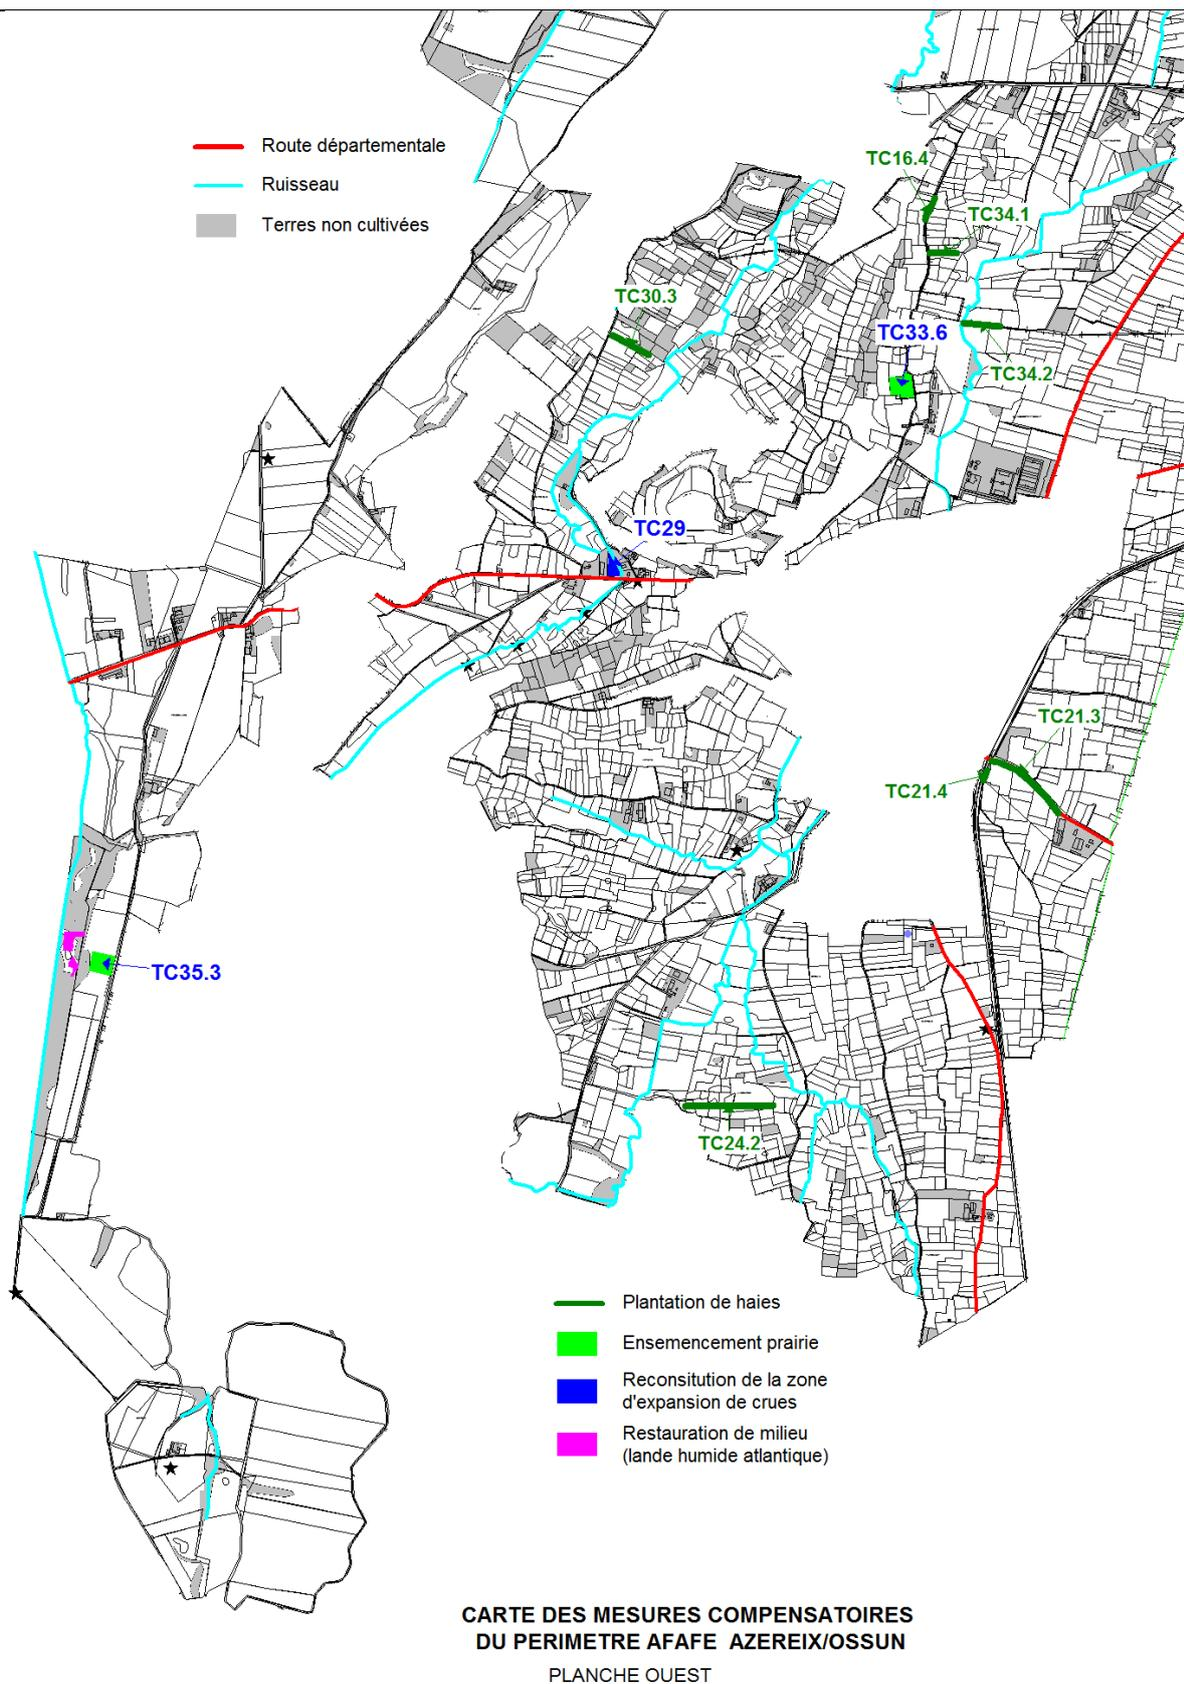 Route départementale
Ruisseau
Terres non cultivées
TC16.4
TC34.1
TC30.3
TC33.6
TC34.2
TC29
TC21.3
TC21.4
TC35.3
TC24.2
Plantation de haies
Ensemencement prairie
Reconsitution de la zone
d'expansion de crues
Restauration de milieu
(lande humide atlantique)
CARTE DES MESURES COMPENSATOIRES
DU PERIMETRE AFAFE AZEREIX/OSSUN
PLANCHE OUEST